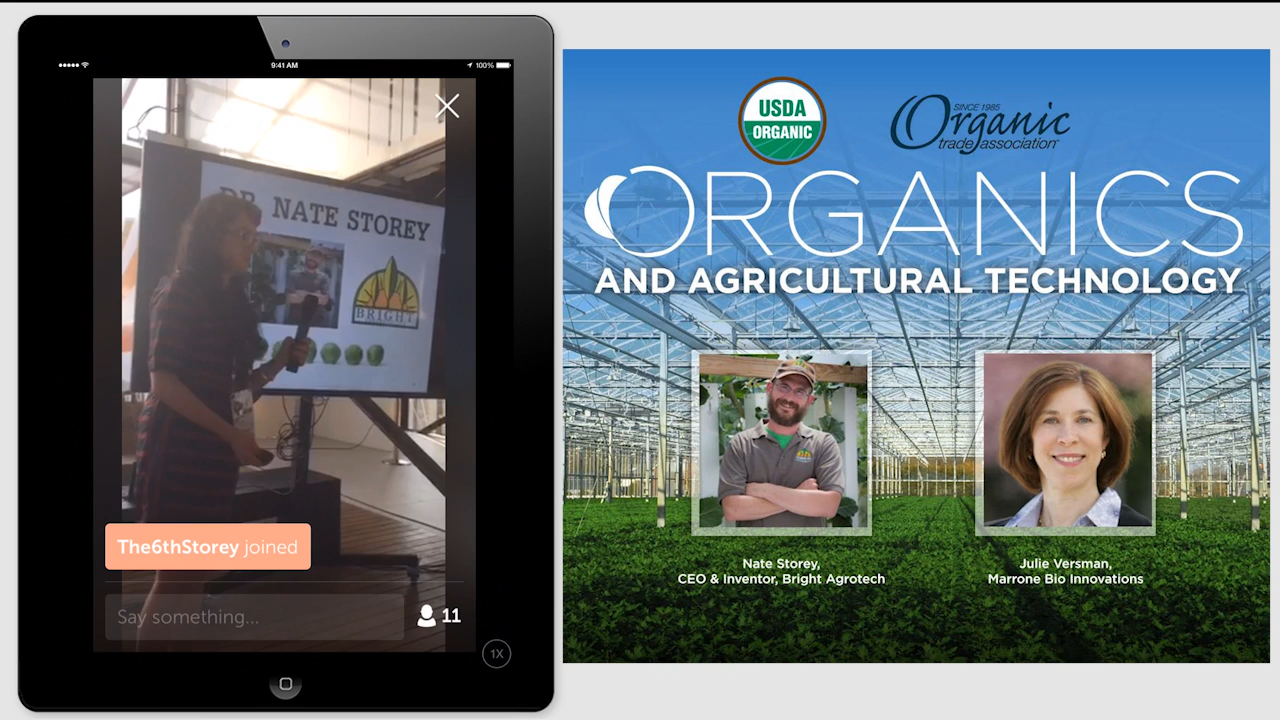 9:41 AM
100%
DR. NATE STOREY
BRIGHT
The6thStorey joined
Say something...
11
1X
USDA
ORGANIC
SINCE 1985
Organic
trade association
ORGANICS
AND AGRICULTURAL TECHNOLOGY
Nate Storey,
CEO & Inventor, Bright Agrotech
Julie Versman,
Marrone Bio Innovations